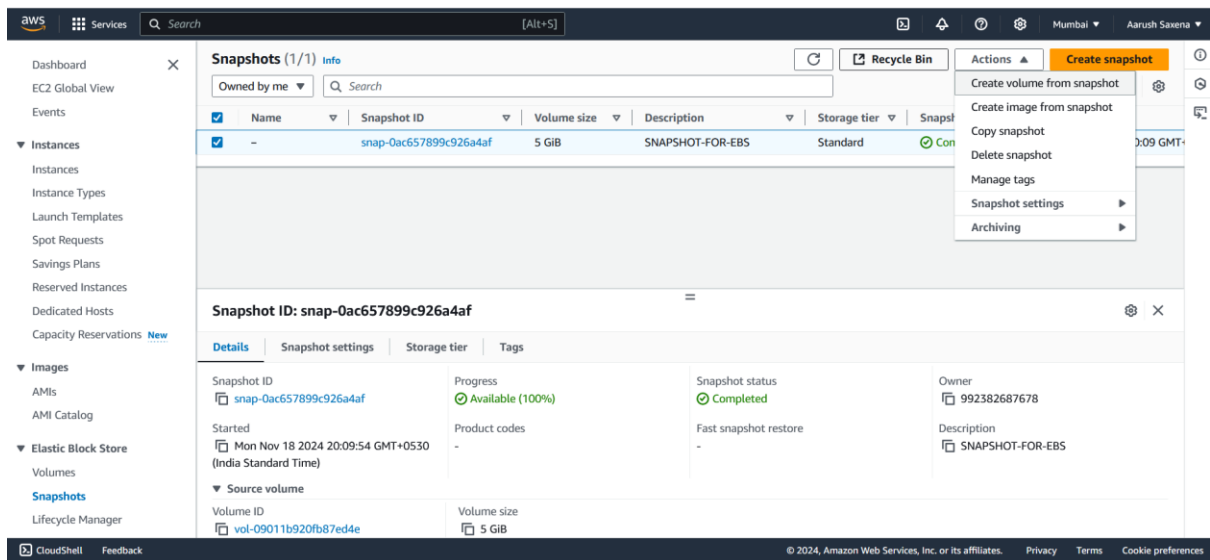 aws Services Search [Alt+S] Mumbai Aarush Saxena
Dashboard
EC2 Global View
Events
Instances
Instances
Instance Types
Launch Templates
Spot Requests
Savings Plans
Reserved Instances
Dedicated Hosts
Capacity Reservations New
Images
AMIs
AMI Catalog
Elastic Block Store
Volumes
Snapshots
Lifecycle Manager
Snapshots (1/1) Info Recycle Bin Actions Create snapshot
Owned by me Search
Name Snapshot ID Volume size Description Storage tier Snapsh
– snap-0ac657899c926a4af 5 GiB SNAPSHOT-FOR-EBS Standard Com :09 GMT+
Create volume from snapshot
Create image from snapshot
Copy snapshot
Delete snapshot
Manage tags
Snapshot settings
Archiving
Snapshot ID: snap-0ac657899c926a4af
Details Snapshot settings Storage tier Tags
Snapshot ID Progress Snapshot status Owner
snap-0ac657899c926a4af Available (100%) Completed 992382687678
Started Product codes Fast snapshot restore Description
Mon Nov 18 2024 20:09:54 GMT+0530 - - SNAPSHOT-FOR-EBS
(India Standard Time)
Source volume
Volume ID Volume size
vol-09011b920fb87ed4e 5 GiB
CloudShell Feedback © 2024, Amazon Web Services, Inc. or its affiliates. Privacy Terms Cookie preferences